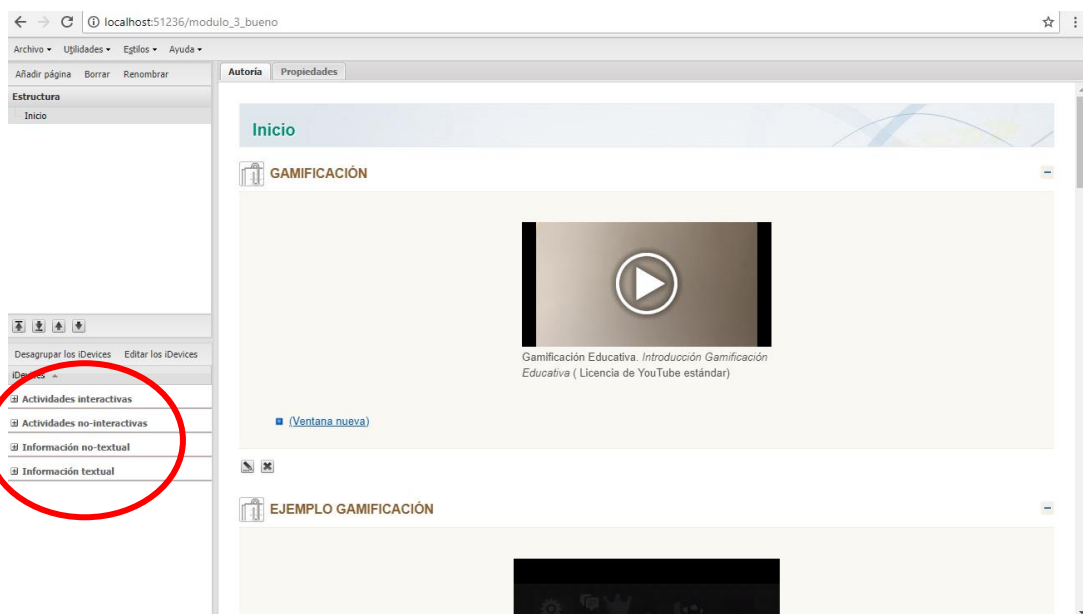 localhost:51236/modulo_3_bueno
Archivo Utilidades Estilos Ayuda
Añadir página Borrar Renombrar
Autoría Propiedades
Estructura
Inicio
Inicio
GAMIFICACIÓN
Gamificación Educativa. Introducción Gamificación
Educativa ( Licencia de YouTube estándar)
(Ventana nueva)
Desagrupar los iDevices Editar los iDevices
iDevices
Actividades interactivas
Actividades no-interactivas
Información no-textual
Información textual
EJEMPLO GAMIFICACIÓN